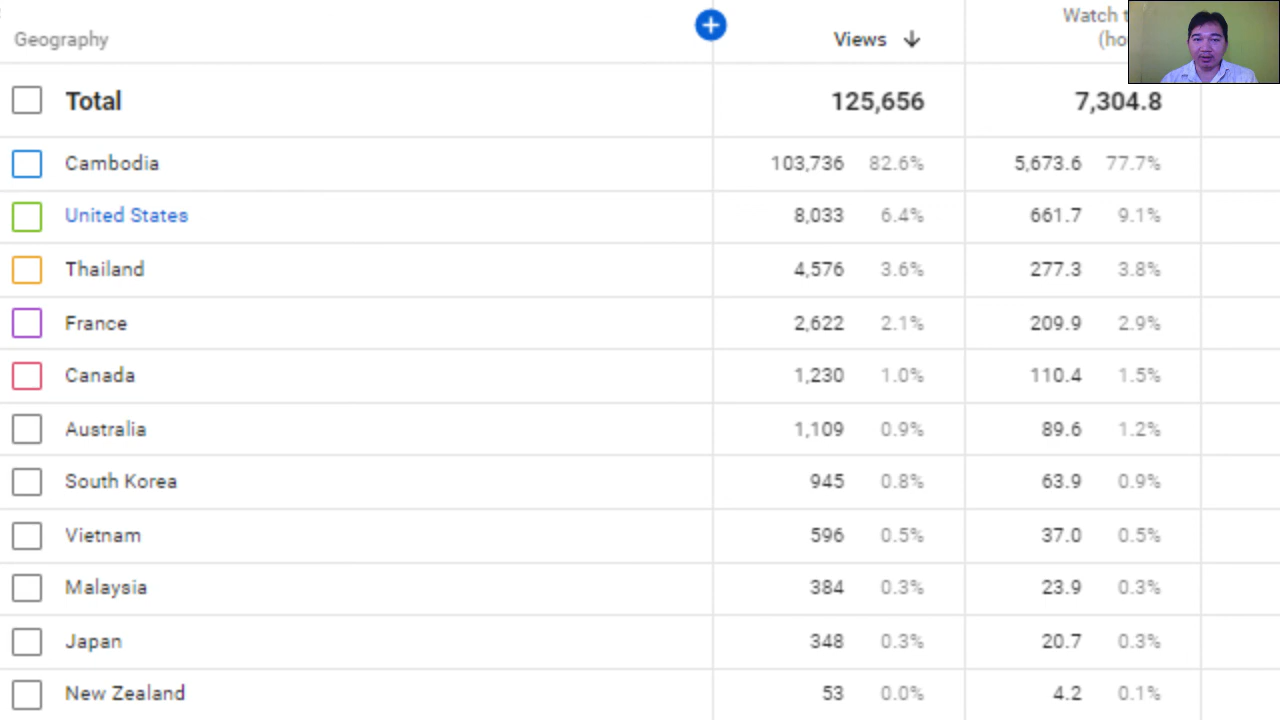 Geography Views Watch
Total 125,656 7,304.8
Cambodia 103,736 82.6% 5,673.6 77.7%
United States 8,033 6.4% 661.7 9.1%
Thailand 4,576 3.6% 277.3 3.8%
France 2,622 2.1% 209.9 2.9%
Canada 1,230 1.0% 110.4 1.5%
Australia 1,109 0.9% 89.6 1.2%
South Korea 945 0.8% 63.9 0.9%
Vietnam 596 0.5% 37.0 0.5%
Malaysia 384 0.3% 23.9 0.3%
Japan 348 0.3% 20.7 0.3%
New Zealand 53 0.0% 4.2 0.1%